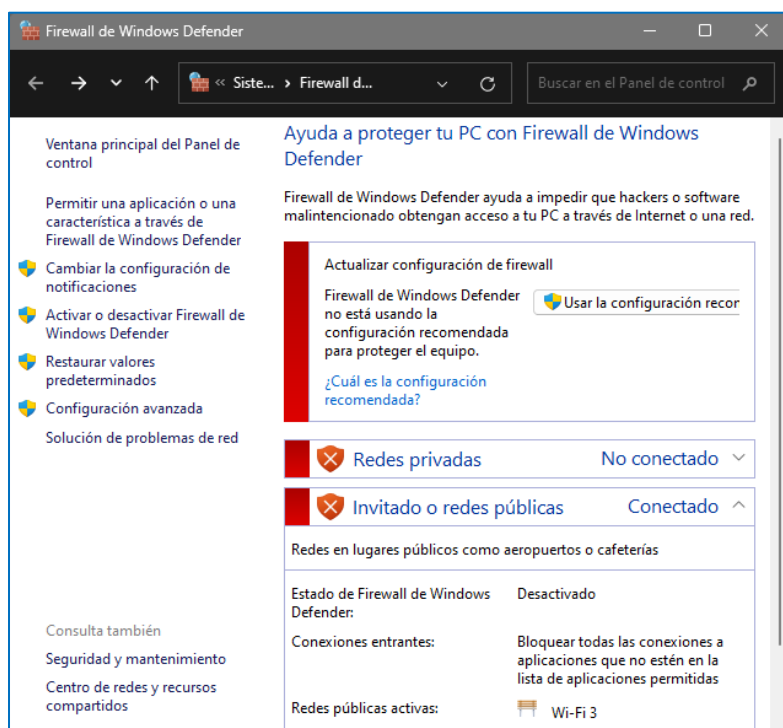 Firewall de Windows Defender
« Siste... › Firewall d...
Buscar en el Panel de control
Ventana principal del Panel de
control
Permitir una aplicación o una
característica a través de
Firewall de Windows Defender
Cambiar la configuración de
notificaciones
Activar o desactivar Firewall de
Windows Defender
Restaurar valores
predeterminados
Configuración avanzada
Solución de problemas de red
Consulta también
Seguridad y mantenimiento
Centro de redes y recursos
compartidos
Ayuda a proteger tu PC con Firewall de Windows
Defender
Firewall de Windows Defender ayuda a impedir que hackers o software
malintencionado obtengan acceso a tu PC a través de Internet o una red.
Actualizar configuración de firewall
Firewall de Windows Defender
no está usando la
configuración recomendada
para proteger el equipo.
Usar la configuración recor
¿Cuál es la configuración
recomendada?
Redes privadas No conectado
Invitado o redes públicas Conectado
Redes en lugares públicos como aeropuertos o cafeterías
Estado de Firewall de Windows
Defender:
Desactivado
Conexiones entrantes:
Bloquear todas las conexiones a
aplicaciones que no estén en la
lista de aplicaciones permitidas
Redes públicas activas:
Wi-Fi 3